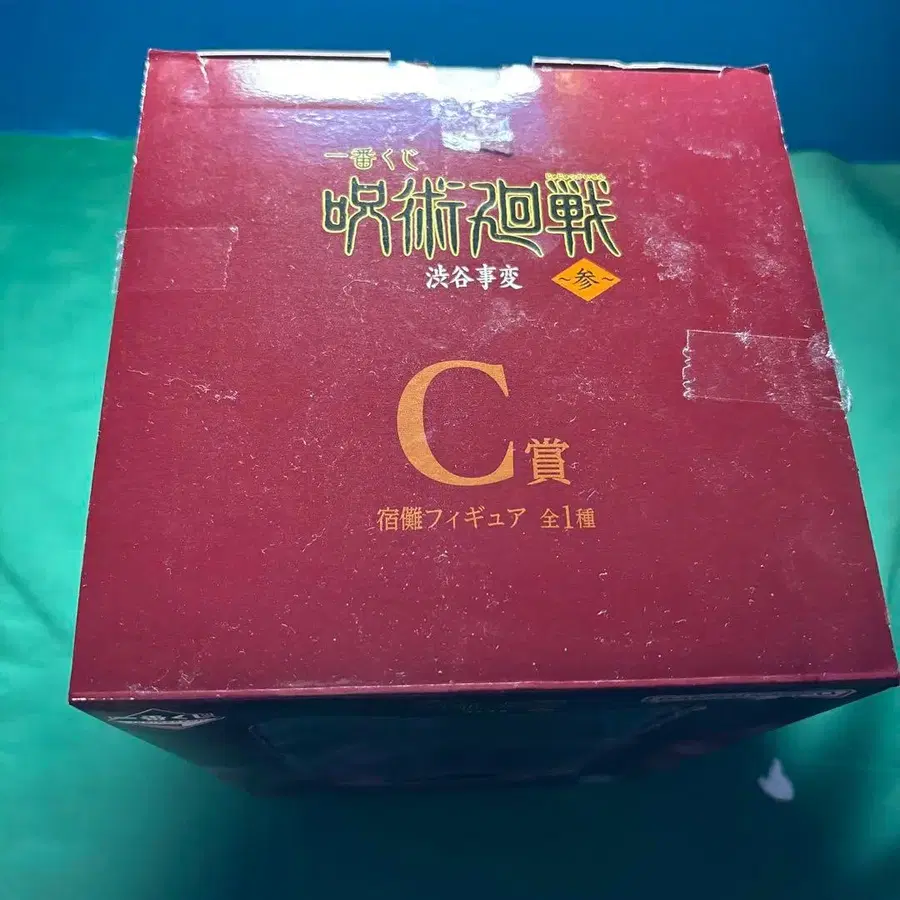 一番くじ
じゅじゅつかいせん
呪術廻戦
渋谷事変
~参~
C賞
宿儺フィギュア 全1種